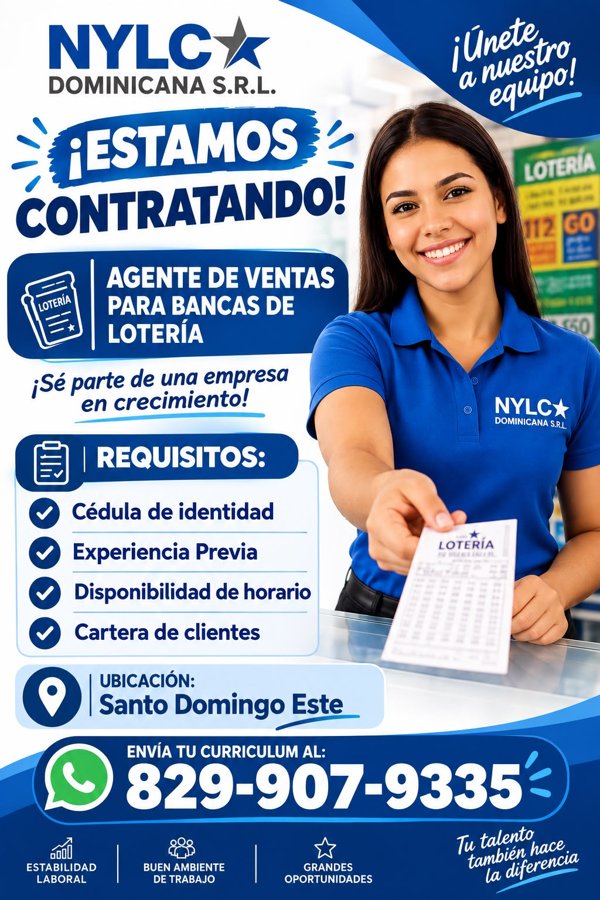 NYLC
DOMINICANA S.R.L.
¡Únete
a nuestro
equipo!
¡ESTAMOS
CONTRATANDO!
LOTERÍA
112 GO
LOTERÍA
AGENTE DE VENTAS
PARA BANCAS DE
LOTERÍA
¡Sé parte de una empresa
en crecimiento!
NYLC
DOMINICANA S.R.L.
REQUISITOS:
Cédula de identidad
Experiencia Previa
Disponibilidad de horario
Cartera de clientes
LOTERÍA
UBICACIÓN:
Santo Domingo Este
ENVÍA TU CURRICULUM AL:
829-907-9335
ESTABILIDAD
LABORAL
BUEN AMBIENTE
DE TRABAJO
GRANDES
OPORTUNIDADES
Tu talento
también hace
la diferencia